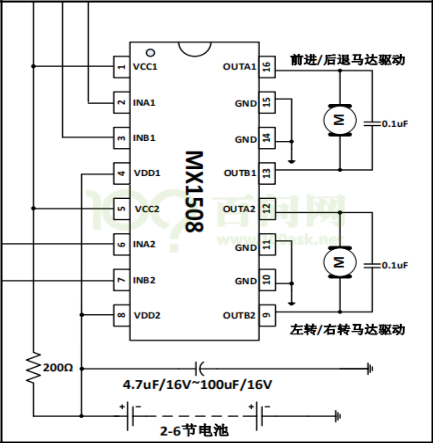 前进/后退马达驱动
1 VCC1 OUTA1 16
2 INA1 GND 15
3 INB1 GND 14
4 VDD1 OUTB1 13
5 VCC2 OUTA2 12
6 INA2 GND 11
7 INB2 GND 10
8 VDD2 OUTB2 9
MX1508
M
0.1uF
M
0.1uF
百问网
左转/右转马达驱动
200Ω
4.7uF/16V~100uF/16V
+ - + -
2-6节电池